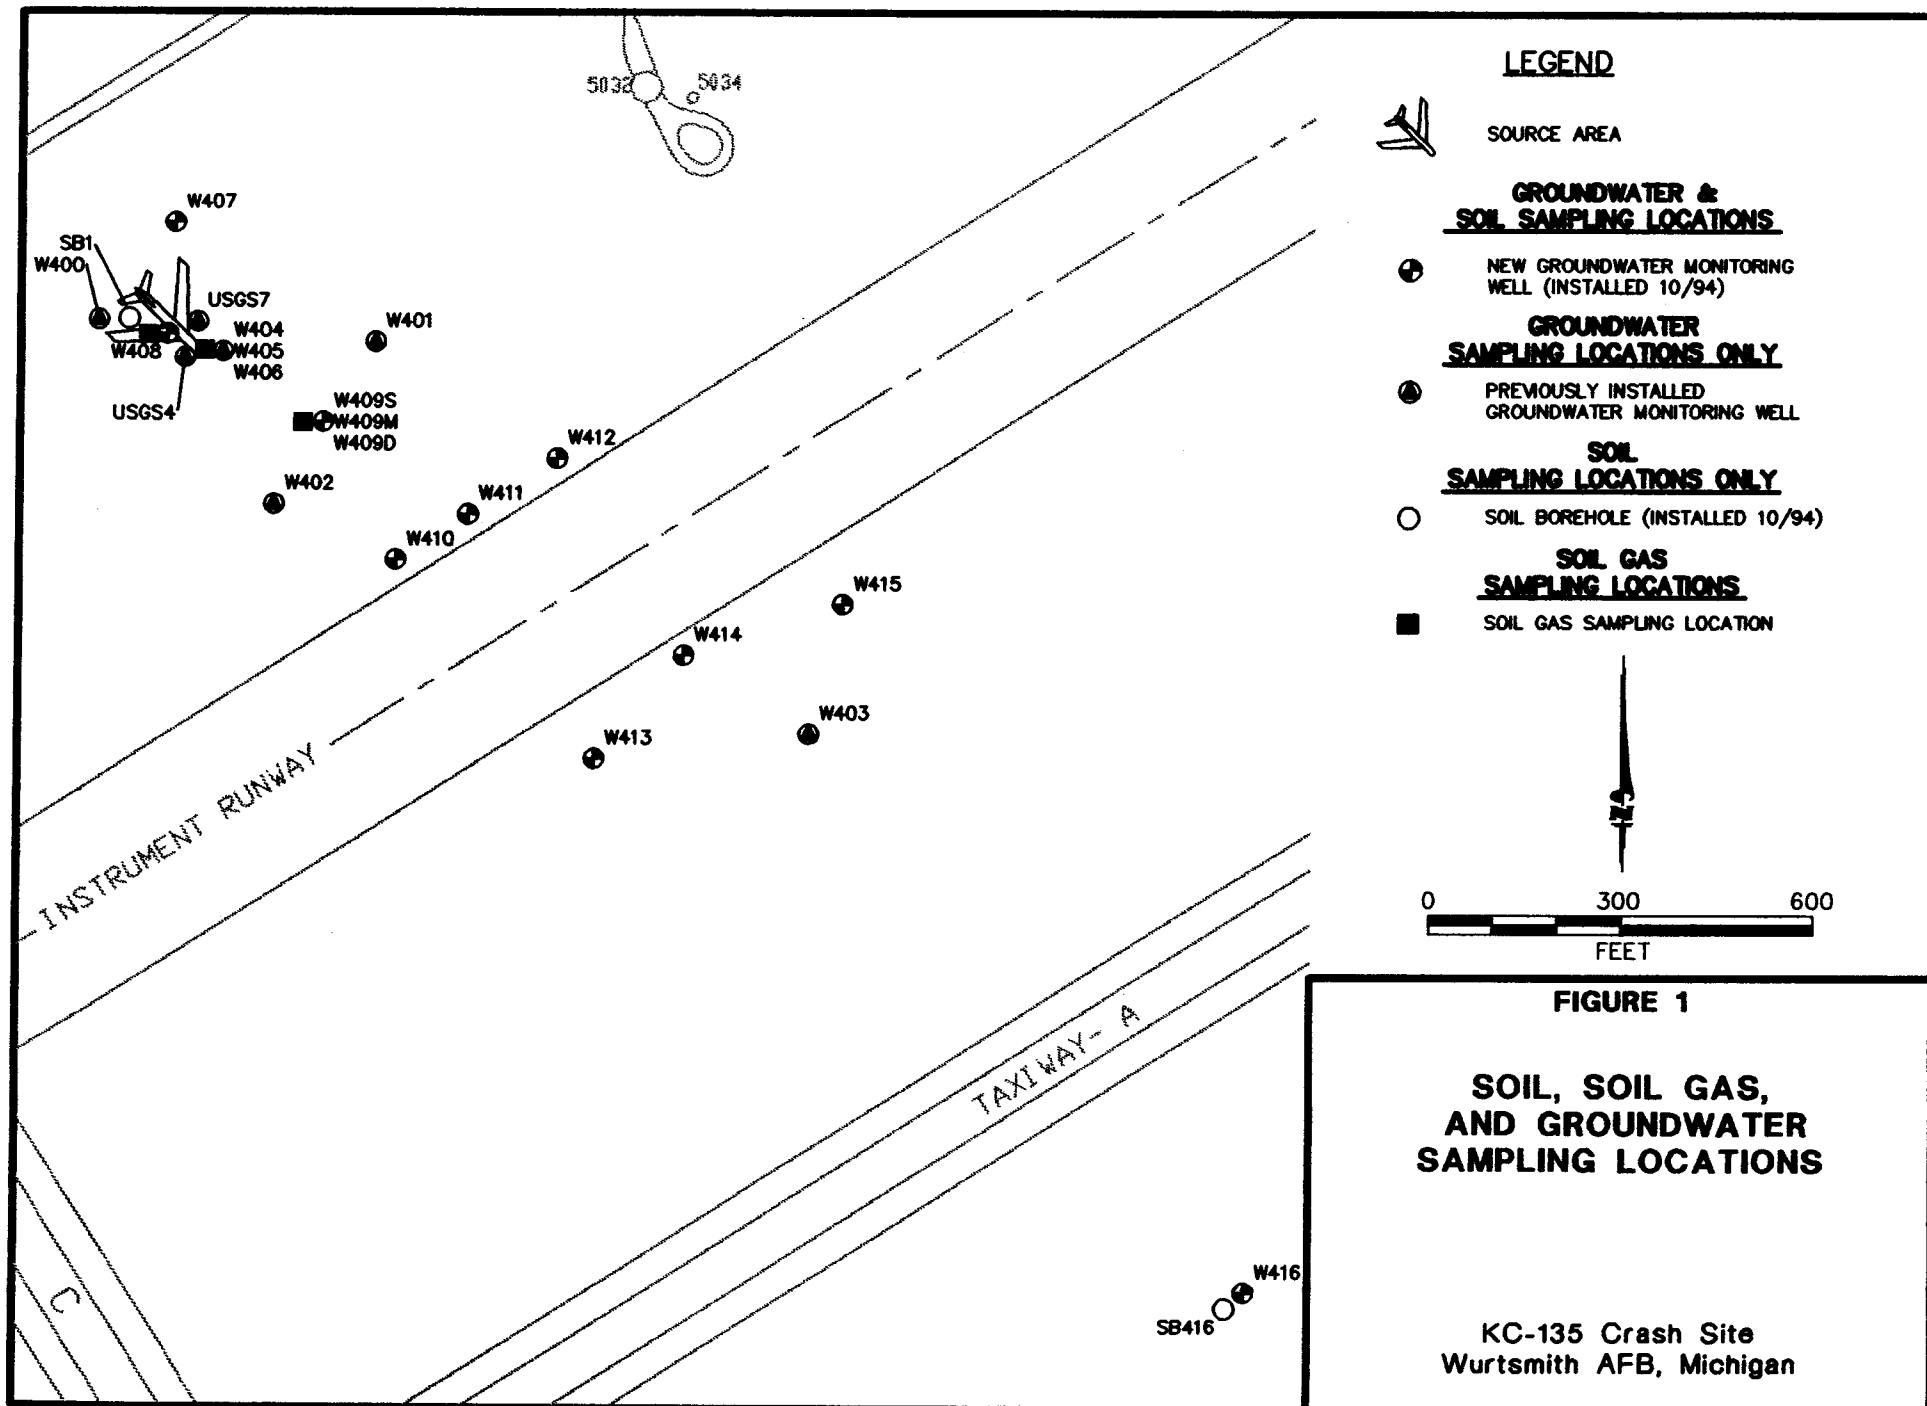 5032
5034
W407
SB1
W400
USGS7
W404
W408
W405
W406
USGS4
W401
W409S
W409M
W409D
W402
W412
W411
W410
W415
W414
W403
W413
INSTRUMENT RUNWAY
TAXIWAY- A
C
W416
SB416
LEGEND
SOURCE AREA
GROUNDWATER &
SOIL SAMPLING LOCATIONS
NEW GROUNDWATER MONITORING
WELL (INSTALLED 10/94)
GROUNDWATER
SAMPLING LOCATIONS ONLY
PREVIOUSLY INSTALLED
GROUNDWATER MONITORING WELL
SOIL
SAMPLING LOCATIONS ONLY
SOIL BOREHOLE (INSTALLED 10/94)
SOIL GAS
SAMPLING LOCATIONS
SOIL GAS SAMPLING LOCATION
N
0 300 600
FEET
FIGURE 1
SOIL, SOIL GAS,
AND GROUNDWATER
SAMPLING LOCATIONS
KC-135 Crash Site
Wurtsmith AFB, Michigan